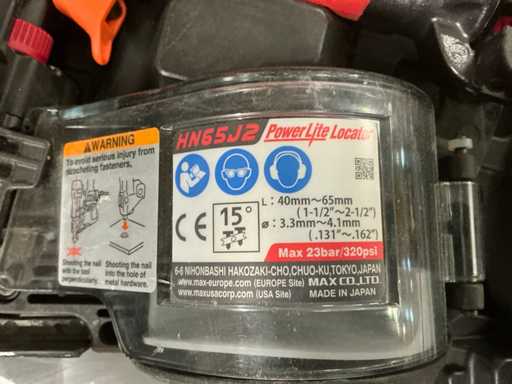 WARNING
To avoid serious injury from
ricocheting fasteners.
Shooting the nail
with the tool
perpendicularly.
Shooting the nail
into the hole of
metal hardware.
HN65J2 PowerLite Locator
CE
15°
L : 40mm～65mm
(1-1/2"～2-1/2")
ø : 3.3mm～4.1mm
(.131"～.162")
Max 23bar/320psi
6-6 NIHONBASHI HAKOZAKI-CHO,CHUO-KU,TOKYO,JAPAN
www.max-europe.com (EUROPE Site) MAX CO.,LTD.
www.maxusacorp.com (USA Site) MADE IN JAPAN